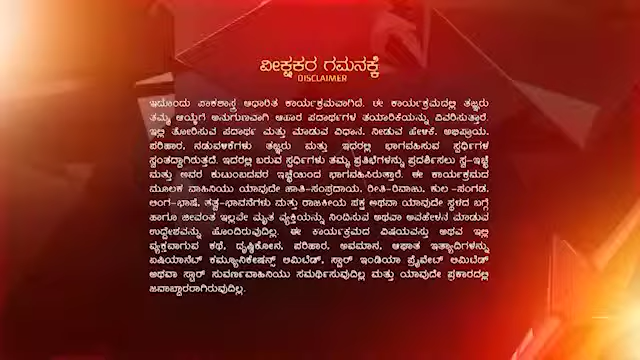 ವೀಕ್ಷಕರ ಗಮನಕ್ಕೆ
DISCLAIMER
ಇದೊಂದು ಪಾಕಶಾಸ್ತ್ರ ಆಧಾರಿತ ಕಾರ್ಯಕ್ರಮವಾಗಿದೆ. ಈ ಕಾರ್ಯಕ್ರಮದಲ್ಲಿ ತಜ್ಞರು
ತಮ್ಮ ಆಯ್ಕೆಗೆ ಅನುಗುಣವಾಗಿ ಆಹಾರ ಪದಾರ್ಥಗಳ ತಯಾರಿಕೆಯನ್ನು ವಿವರಿಸುತ್ತಾರೆ.
ಇಲ್ಲಿ ತೋರಿಸುವ ಪದಾರ್ಥ ಮತ್ತು ಮಾಡುವ ವಿಧಾನ, ನೀಡುವ ಹೇಳಿಕೆ, ಅಭಿಪ್ರಾಯ,
ಪರಿಹಾರ, ನಡುವಳಿಕೆಗಳು ತಜ್ಞರು ಮತ್ತು ಇದರಲ್ಲಿ ಭಾಗವಹಿಸುವ ಸ್ಪರ್ಧಿಗಳ
ಸ್ವಂತದ್ದಾಗಿರುತ್ತದೆ. ಇದರಲ್ಲಿ ಬರುವ ಸ್ಪರ್ಧಿಗಳು ತಮ್ಮ ಪ್ರತಿಭೆಗಳನ್ನು ಪ್ರದರ್ಶಿಸಲು ಸ್ವ-ಇಚ್ಛೆ
ಮತ್ತು ಅವರ ಕುಟುಂಬದವರ ಇಚ್ಛೆಯಿಂದ ಭಾಗವಹಿಸಿರುತ್ತಾರೆ. ಈ ಕಾರ್ಯಕ್ರಮದ
ಮೂಲಕ ವಾಹಿನಿಯು ಯಾವುದೇ ಜಾತಿ-ಸಂಪ್ರದಾಯ, ರೀತಿ-ರಿವಾಜು, ಕುಲ -ಪಂಗಡ,
ಲಿಂಗ-ಭಾಷೆ, ತತ್ವ-ಭಾವನೆಗಳು ಮತ್ತು ರಾಜಕೀಯ ಪಕ್ಷ ಅಥವಾ ಯಾವುದೇ ಸ್ಥಳದ ಬಗ್ಗೆ
ಹಾಗೂ ಜೀವಂತ ಇಲ್ಲವೇ ಮೃತ ವ್ಯಕ್ತಿಯನ್ನು ನಿಂದಿಸುವ ಅಥವಾ ಅವಹೇಳನ ಮಾಡುವ
ಉದ್ದೇಶವನ್ನು ಹೊಂದಿರುವುದಿಲ್ಲ. ಈ ಕಾರ್ಯಕ್ರಮದ ವಿಷಯವಸ್ತು ಅಥವ ಇಲ್ಲಿ
ವ್ಯಕ್ತವಾಗುವ ಕಥೆ, ದೃಷ್ಟಿಕೋನ, ಪರಿಹಾರ, ಅವಮಾನ, ಆಘಾತ ಇತ್ಯಾದಿಗಳನ್ನು
ಏಷಿಯಾನೆಟ್ ಕಮ್ಯೂನಿಕೇಷನ್ಸ್ ಲಿಮಿಟೆಡ್, ಸ್ಟಾರ್ ಇಂಡಿಯಾ ಪ್ರೈವೇಟ್ ಲಿಮಿಟೆಡ್
ಅಥವಾ ಸ್ಟಾರ್ ಸುವರ್ಣವಾಹಿನಿಯು ಸಮರ್ಥಿಸುವುದಿಲ್ಲ ಮತ್ತು ಯಾವುದೇ ಪ್ರಕಾರದಲ್ಲಿ
ಜವಾಬ್ದಾರರಾಗಿರುವುದಿಲ್ಲ.